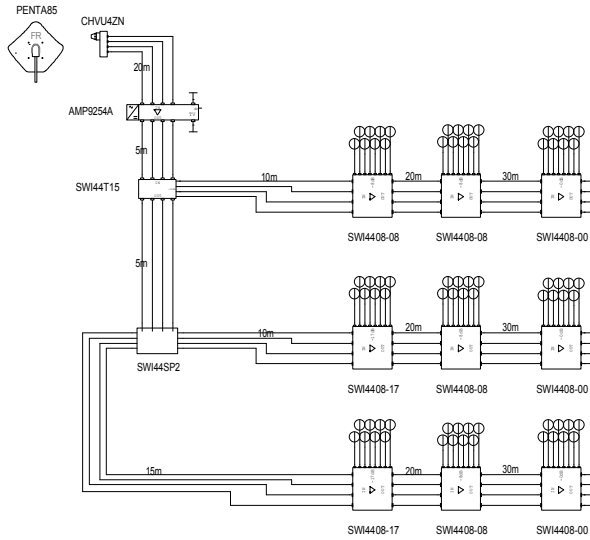 PENTA85
CHVU4ZN
FR
20m
AMP9254A
5V
5m
SWI44T15
10m 20m 30m
SWI4408-08 SWI4408-08 SWI4408-00
5m
10m 20m 30m
SWI44SP2
SWI4408-17 SWI4408-08 SWI4408-00
15m 20m 30m
SWI4408-17 SWI4408-08 SWI4408-00